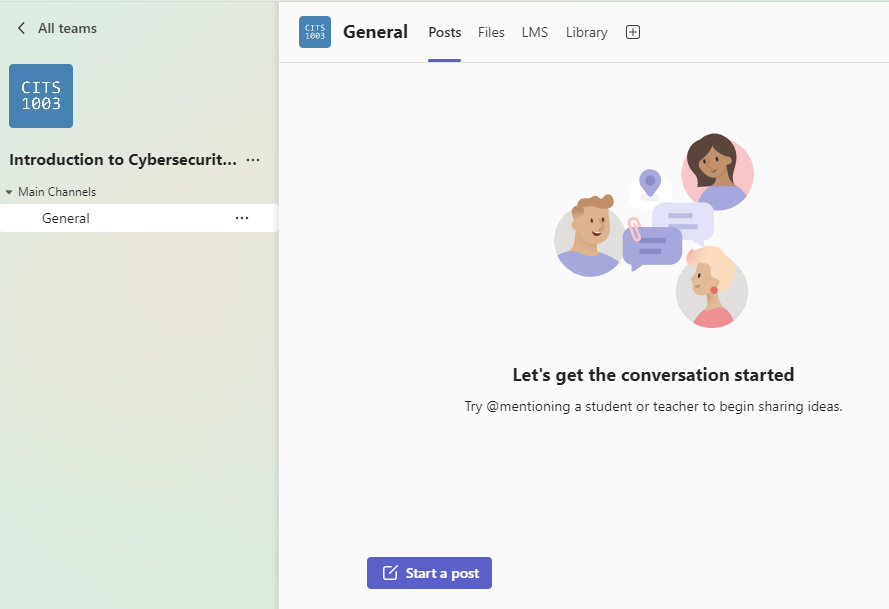 All teams
CITS
1003
Introduction to Cybersecurit...
Main Channels
General
CITS
1003
General
Posts
Files
LMS
Library
Let's get the conversation started
Try @mentioning a student or teacher to begin sharing ideas.
Start a post